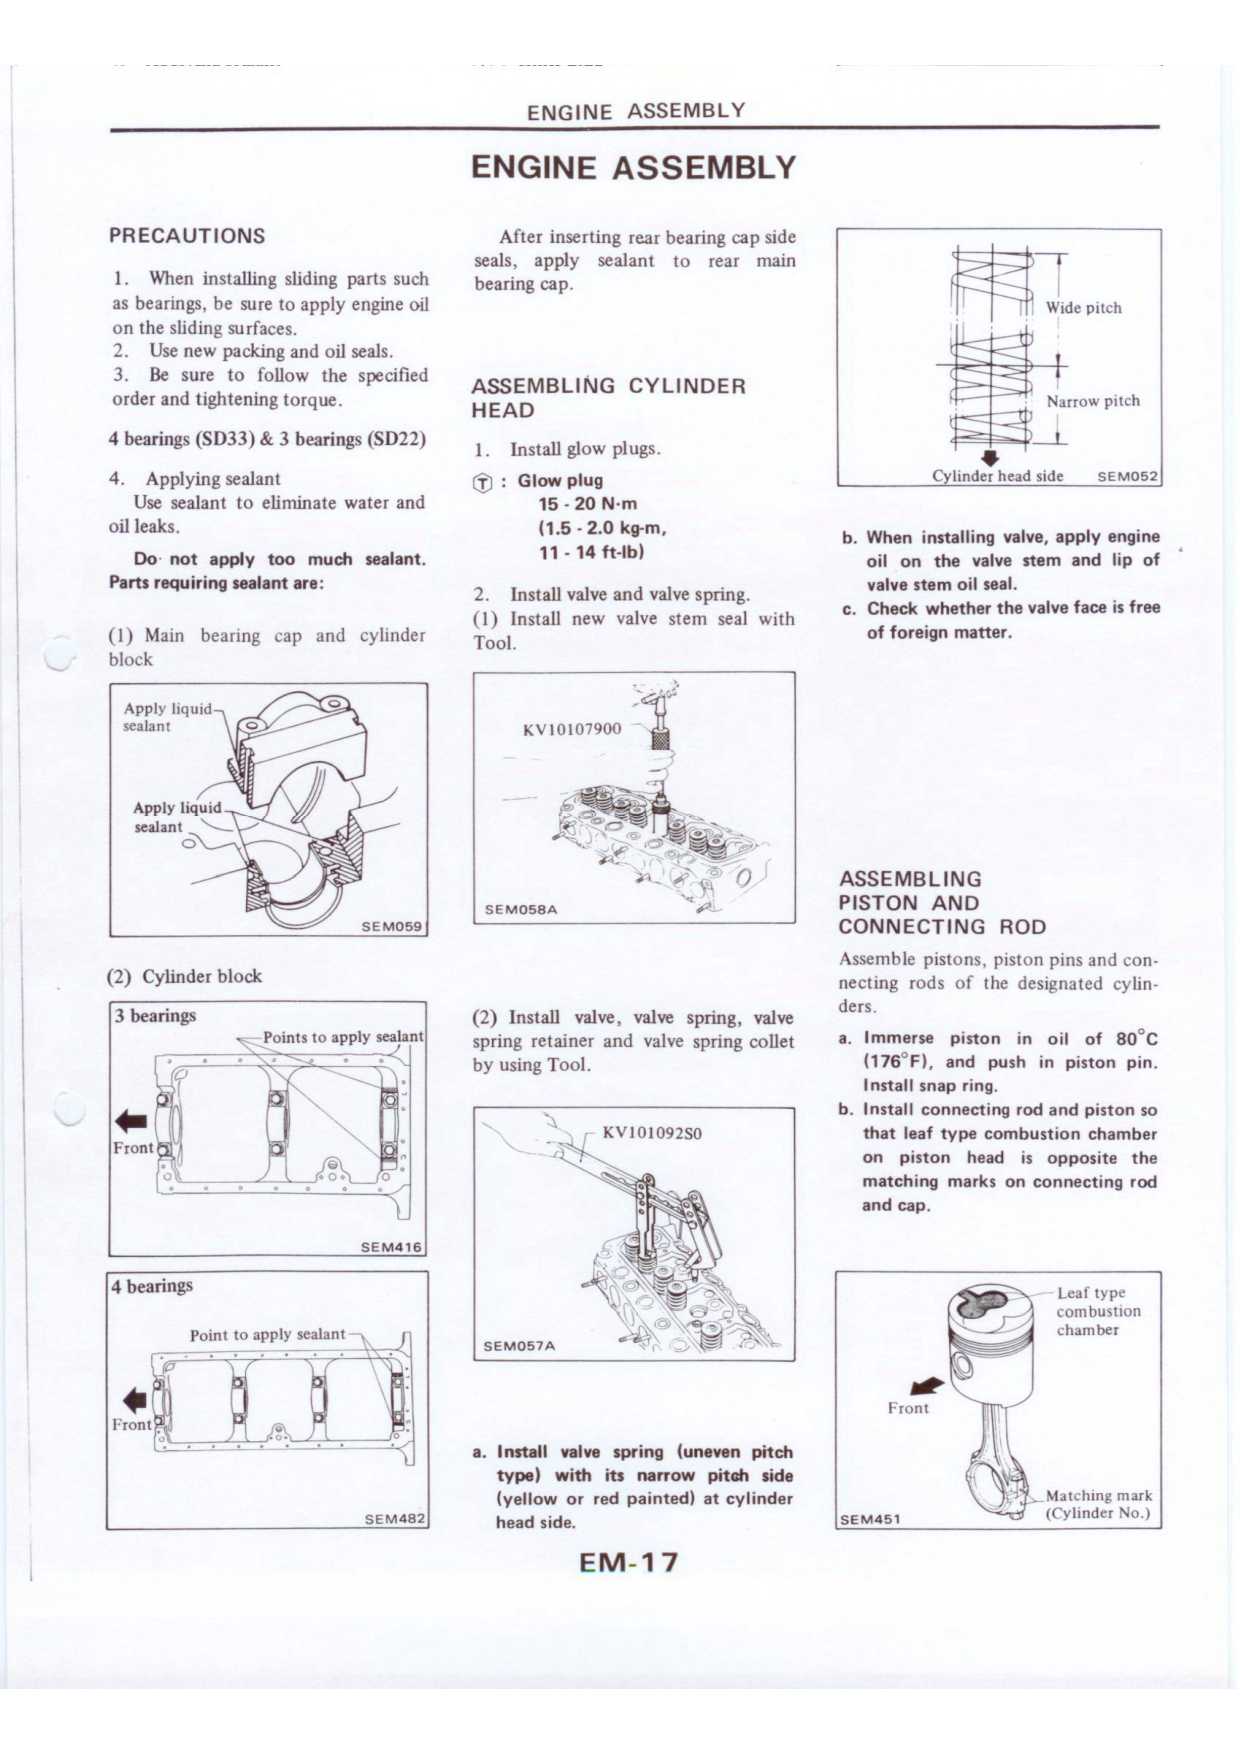 ENGINE ASSEMBLY
ENGINE ASSEMBLY
PRECAUTIONS
1. When installing sliding parts such
as bearings, be sure to apply engine oil
on the sliding surfaces.
2. Use new packing and oil seals.
3. Be sure to follow the specified
order and tightening torque.
4 bearings (SD33) & 3 bearings (SD22)
4. Applying sealant
Use sealant to eliminate water and
oil leaks.
Do not apply too much sealant.
Parts requiring sealant are:
(1) Main bearing cap and cylinder
block
Apply liquid
sealant
Apply liquid
sealant
SEM059
(2) Cylinder block
3 bearings
Points to apply sealant
Front
SEM416
4 bearings
Point to apply sealant
Front
SEM482
After inserting rear bearing cap side
seals, apply sealant to rear main
bearing cap.
ASSEMBLING CYLINDER
HEAD
1. Install glow plugs.
Ⓣ : Glow plug
15 - 20 N·m
(1.5 - 2.0 kg-m,
11 - 14 ft-lb)
2. Install valve and valve spring.
(1) Install new valve stem seal with
Tool.
KV10107900
SEM058A
(2) Install valve, valve spring, valve
spring retainer and valve spring collet
by using Tool.
KV101092S0
SEM057A
a. Install valve spring (uneven pitch
type) with its narrow pitch side
(yellow or red painted) at cylinder
head side.
Wide pitch
Narrow pitch
Cylinder head side
SEM052
b. When installing valve, apply engine
oil on the valve stem and lip of
valve stem oil seal.
c. Check whether the valve face is free
of foreign matter.
ASSEMBLING
PISTON AND
CONNECTING ROD
Assemble pistons, piston pins and con-
necting rods of the designated cylin-
ders.
a. Immerse piston in oil of 80°C
(176°F), and push in piston pin.
Install snap ring.
b. Install connecting rod and piston so
that leaf type combustion chamber
on piston head is opposite the
matching marks on connecting rod
and cap.
Leaf type
combustion
chamber
Front
Matching mark
(Cylinder No.)
SEM451
EM-17